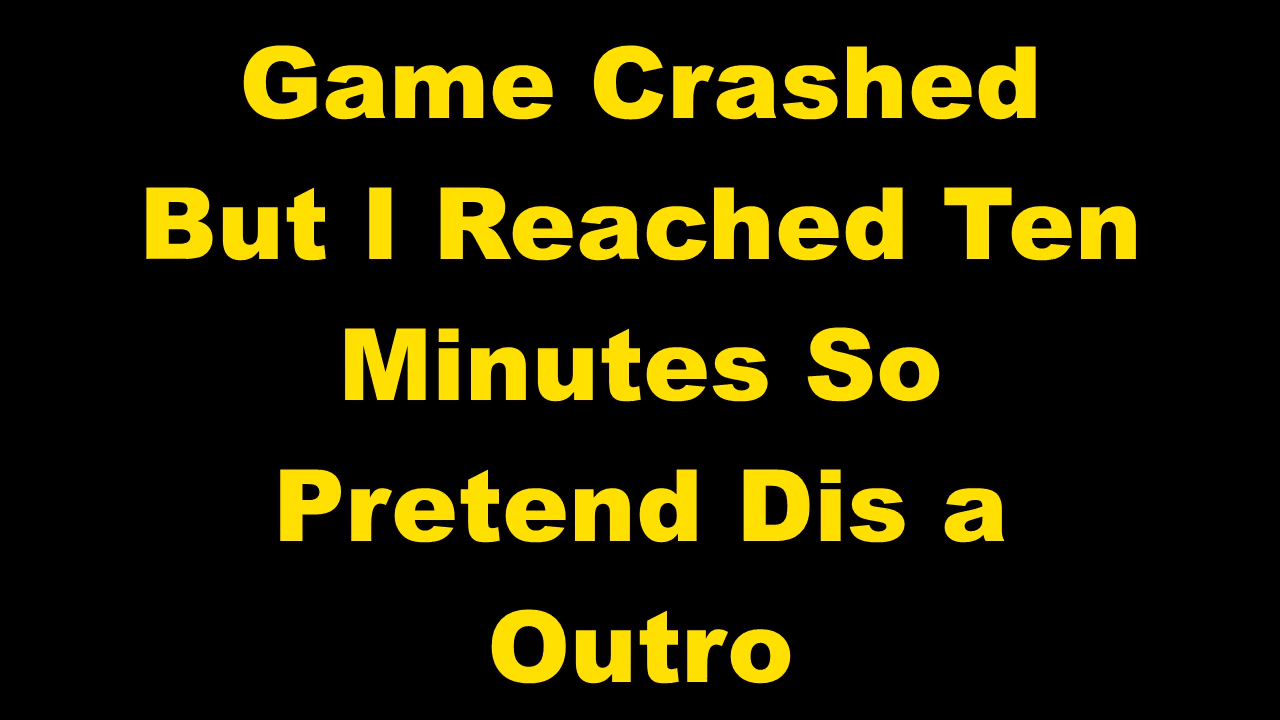 Game Crashed
But I Reached Ten
Minutes So
Pretend Dis a
Outro